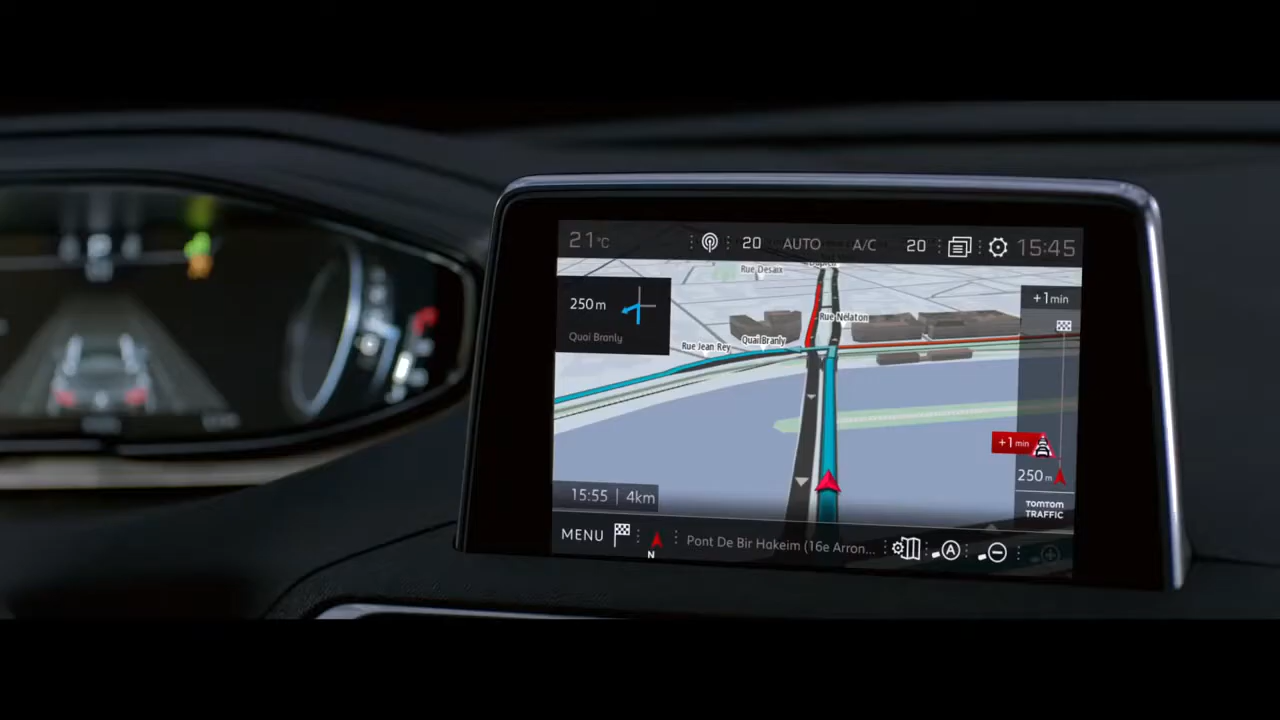 21°C 20 AUTO A/C 20 15:45
Rue Desaix
250 m
Quai Branly
+1min
Rue Nélaton
Rue Jean Rey
Quai Branly
+1 min
250 m
15:55 | 4km
TOMTOM
TRAFFIC
MENU
N
Pont De Bir Hakeim (16e Arron...
A